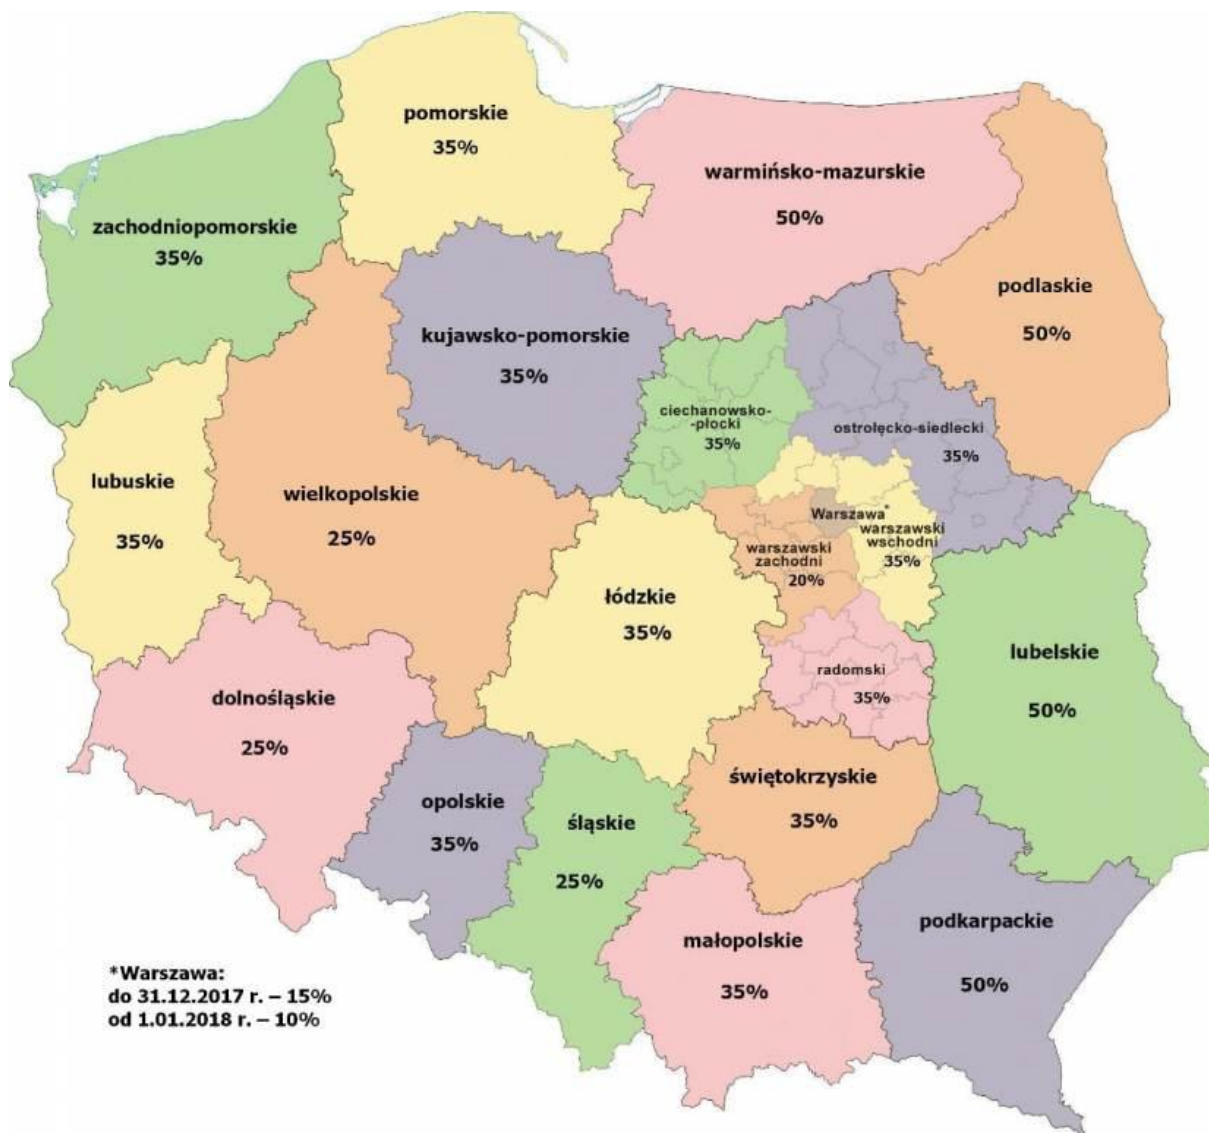 pomorskie
35%
warmińsko-mazurskie
50%
zachodniopomorskie
35%
podlaskie
50%
kujawsko-pomorskie
35%
ciechanowsko-
-płocki
35%
ostrołęcko-siedlecki
35%
lubuskie
35%
wielkopolskie
25%
Warszawa*
warszawski
wschodni
35%
warszawski
zachodni
20%
łódzkie
35%
radomski
35%
lubelskie
50%
dolnośląskie
25%
opolskie
35%
śląskie
25%
świętokrzyskie
35%
małopolskie
35%
podkarpackie
50%
*Warszawa:
do 31.12.2017 r. – 15%
od 1.01.2018 r. – 10%